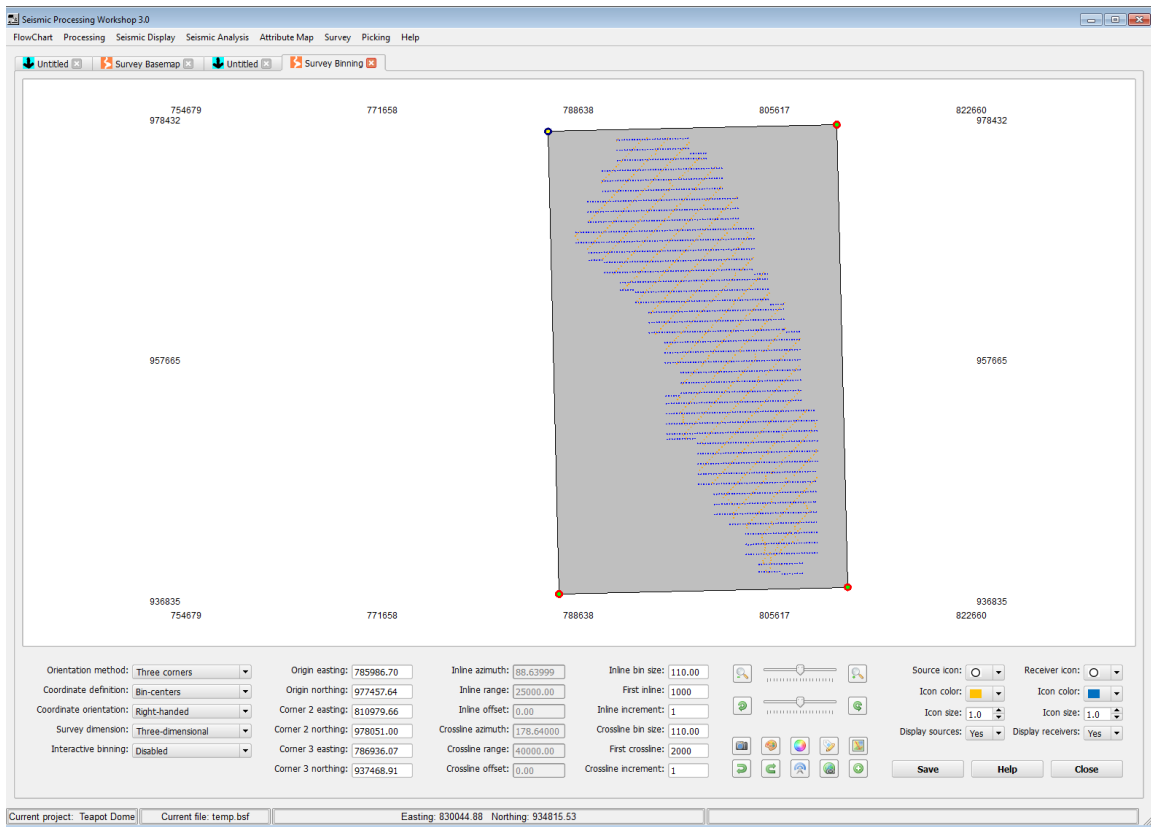 Seismic Processing Workshop 3.0
FlowChart Processing Seismic Display Seismic Analysis Attribute Map Survey Picking Help
Untitled Survey Basemap Untitled Survey Binning
754679 771658 788638 805617 822660
978432 978432
957665 957665
936835 936835
754679 771658 788638 805617 822660
Orientation method: Three corners Origin easting: 785986.70 Inline azimuth: 88.63999 Inline bin size: 110.00 Source icon: Receiver icon:
Coordinate definition: Bin-centers Origin northing: 977457.64 Inline range: 25000.00 First inline: 1000 Icon color: Icon color:
Coordinate orientation: Right-handed Corner 2 easting: 810979.66 Inline offset: 0.00 Inline increment: 1 Icon size: 1.0 Icon size: 1.0
Survey dimension: Three-dimensional Corner 2 northing: 978051.00 Crossline azimuth: 178.64000 Crossline bin size: 110.00 Display sources: Yes Display receivers: Yes
Interactive binning: Disabled Corner 3 easting: 786936.07 Crossline range: 40000.00 First crossline: 2000
Corner 3 northing: 937468.91 Crossline offset: 0.00 Crossline increment: 1 Save Help Close
Current project: Teapot Dome Current file: temp.bsf Easting: 830044.88 Northing: 934815.53